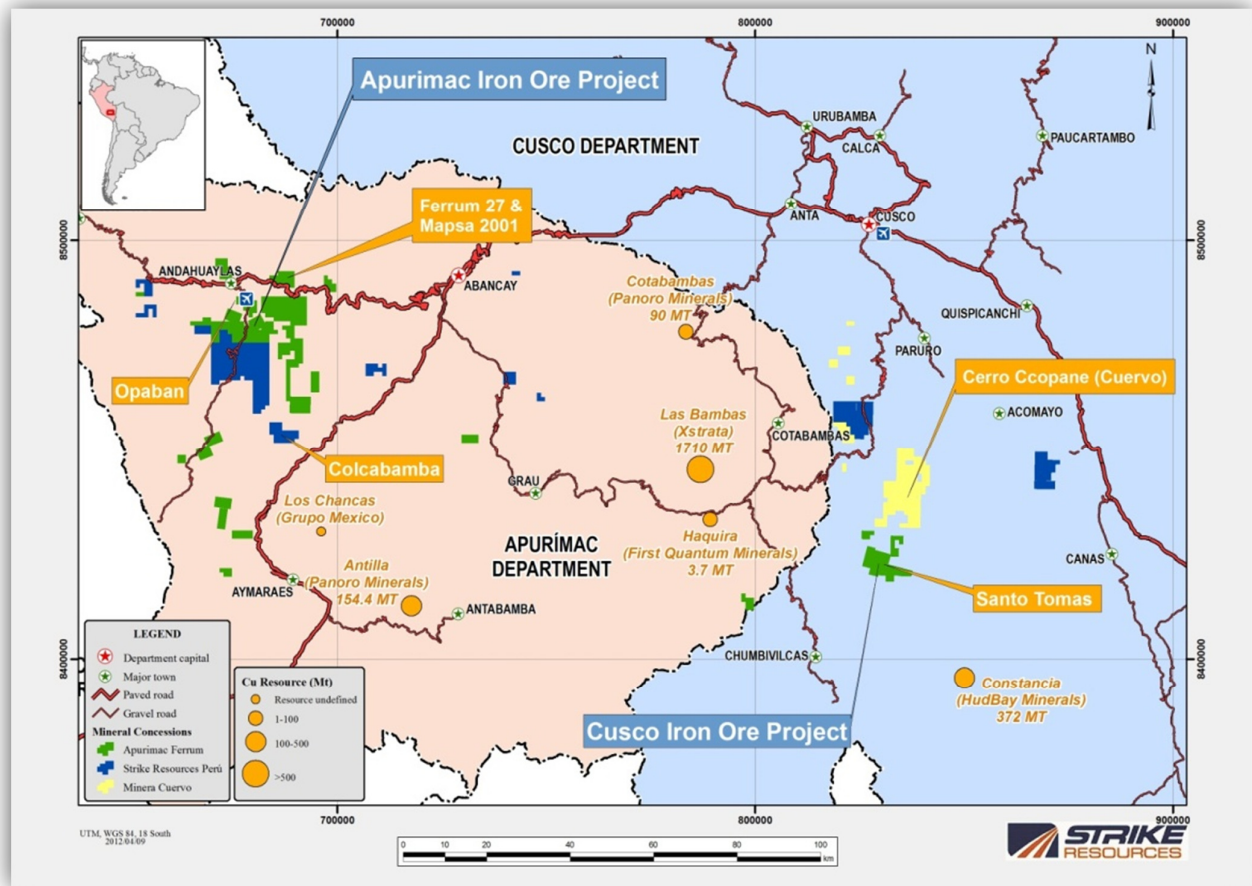 700000
800000
900000
N
Apurimac Iron Ore Project
CUSCO DEPARTMENT
URUBAMBA
CALCA
PAUCARTAMBO
Ferrum 27 &
Mapsa 2001
ANTA
CUSCO
8500000
8500000
ANDAHUAYLAS
ABANCAY
Cotabambas
(Panoro Minerals)
90 MT
QUISPICANCHI
PARURO
Opaban
Cerro Ccopane (Cuervo)
Las Bambas
(Xstrata)
1710 MT
ACOMAYO
COTABAMBAS
Colcabamba
GRAU
Los Chancas
(Grupo Mexico)
APURÍMAC
DEPARTMENT
Haquira
(First Quantum Minerals)
3.7 MT
CANAS
Antilla
(Panoro Minerals)
154.4 MT
AYMARAES
ANTABAMBA
Santo Tomas
CHUMBIVILCAS
8400000
8400000
Constancia
(HudBay Minerals)
372 MT
Cusco Iron Ore Project
LEGEND
Department capital
Major town
Paved road
Gravel road
Mineral Concessions
Apurimac Ferrum
Strike Resources Perú
Minera Cuervo
Cu Resource (Mt)
Resource undefined
1-100
100-500
>500
700000
800000
900000
UTM, WGS 84, 18 South
2012/04/09
0 10 20 40 60 80 100
km
STRIKE
RESOURCES